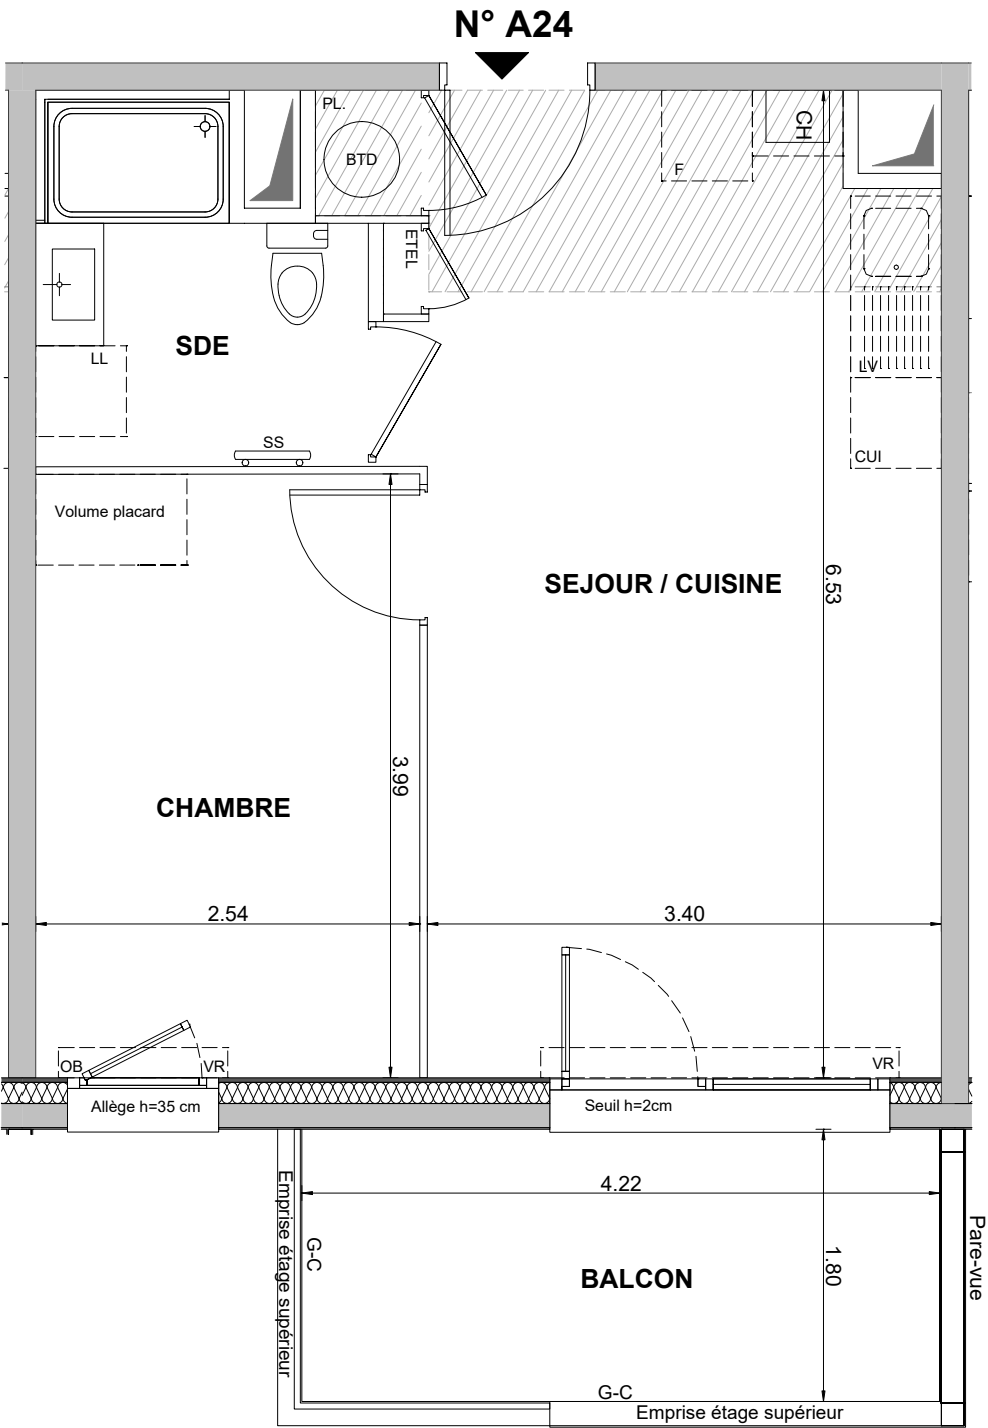 N° A24
PL.
BTD
F
CH
ETEL
SDE
LL
LV
SS
CUI
Volume placard
SEJOUR / CUISINE
6.53
3.99
CHAMBRE
2.54
3.40
OB
VR
VR
Allège h=35 cm
Seuil h=2cm
Emprise étage supérieur
4.22
G-C
1.80
Pare-vue
BALCON
G-C
Emprise étage supérieur